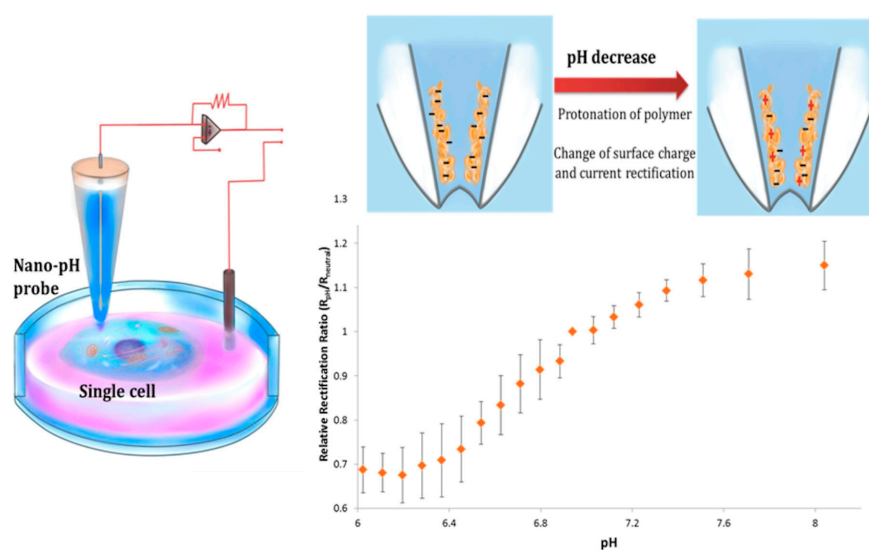 Nano-pH
probe
Single cell
pH decrease
Protonation of polymer
Change of surface charge
and current rectification
1.3
1.2
1.1
1
0.9
0.8
0.7
0.6
Relative Rectification Ratio (RpH/Rneutral)
6
6.4
6.8
7.2
7.6
8
pH